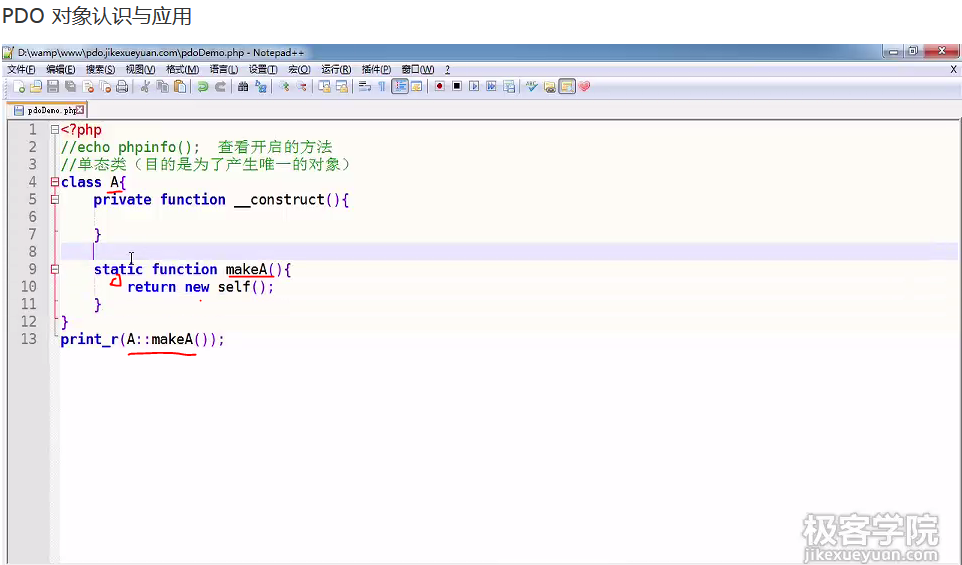 PDO 对象认识与应用
D:\wamp\www\pdo.jikexueyuan.com\pdoDemo.php - Notepad++
文件(F) 编辑(E) 搜索(S) 视图(V) 格式(M) 语言(L) 设置(T) 宏(O) 运行(R) 插件(P) 窗口(W) ? X
pdoDemo.php
1 <?php
2 //echo phpinfo(); 查看开启的方法
3 //单态类（目的是为了产生唯一的对象）
4 class A{
5 private function __construct(){
6
7 }
8
9 static function makeA(){
10 return new self();
11 }
12 }
13 print_r(A::makeA());
极客学院
jikexueyuan.com